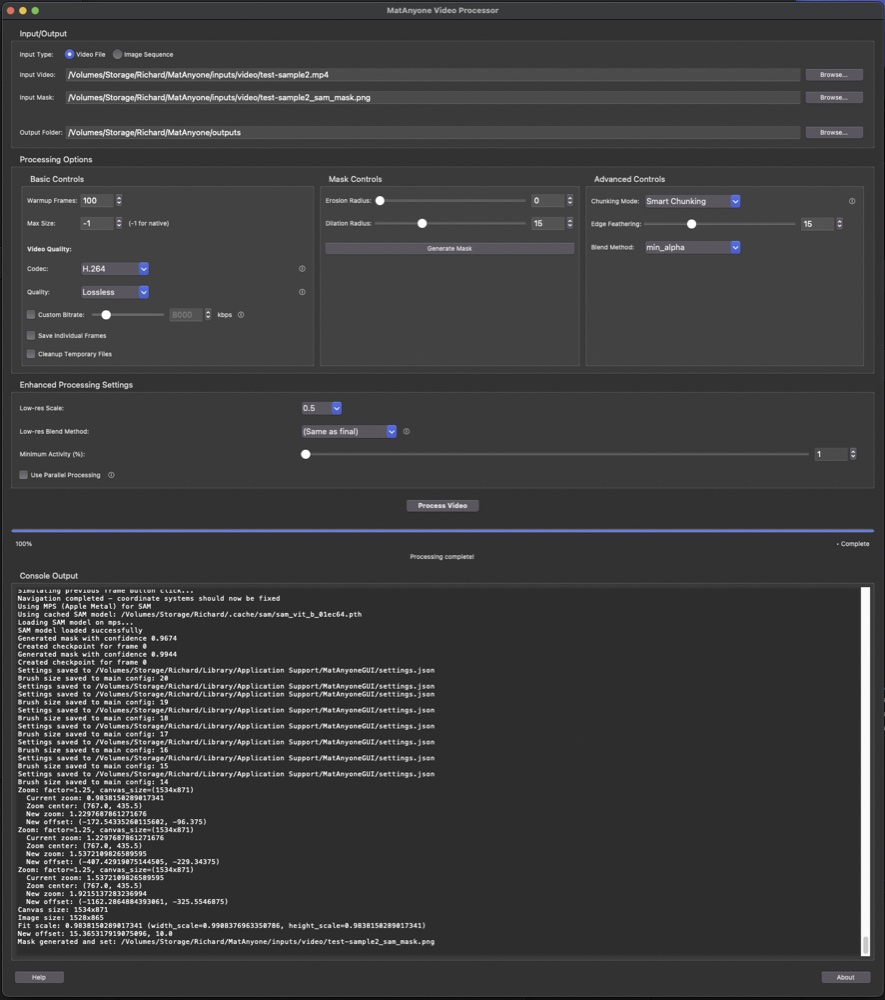 MatAnyone Video Processor
Input/Output
Input Type: Video File Image Sequence
Input Video: /Volumes/Storage/Richard/MatAnyone/inputs/video/test-sample2.mp4 Browse...
Input Mask: /Volumes/Storage/Richard/MatAnyone/inputs/video/test-sample2_sam_mask.png Browse...
Output Folder: /Volumes/Storage/Richard/MatAnyone/outputs Browse...
Processing Options
Basic Controls
Warmup Frames: 100
Max Size: -1 (-1 for native)
Video Quality:
Codec: H.264
Quality: Lossless
Custom Bitrate: 8000 kbps
Save Individual Frames
Cleanup Temporary Files
Mask Controls
Erosion Radius: 0
Dilation Radius: 15
Generate Mask
Advanced Controls
Chunking Mode: Smart Chunking
Edge Feathering: 15
Blend Method: min_alpha
Enhanced Processing Settings
Low-res Scale: 0.5
Low-res Blend Method: (Same as final)
Minimum Activity (%): 1
Use Parallel Processing
Process Video
100% - Complete
Processing complete!
Console Output
Simulating previous frame button click...
Navigation completed – coordinate systems should now be fixed
Using MPS (Apple Metal) for SAM
Using cached SAM model: /Volumes/Storage/Richard/.cache/sam/sam_vit_b_01ec64.pth
Loading SAM model on mps...
SAM model loaded successfully
Generated mask with confidence 0.9674
Created checkpoint for frame 0
Generated mask with confidence 0.9944
Created checkpoint for frame 0
Settings saved to /Volumes/Storage/Richard/Library/Application Support/MatAnyoneGUI/settings.json
Brush size saved to main config: 20
Settings saved to /Volumes/Storage/Richard/Library/Application Support/MatAnyoneGUI/settings.json
Settings saved to /Volumes/Storage/Richard/Library/Application Support/MatAnyoneGUI/settings.json
Brush size saved to main config: 19
Settings saved to /Volumes/Storage/Richard/Library/Application Support/MatAnyoneGUI/settings.json
Brush size saved to main config: 18
Settings saved to /Volumes/Storage/Richard/Library/Application Support/MatAnyoneGUI/settings.json
Brush size saved to main config: 17
Settings saved to /Volumes/Storage/Richard/Library/Application Support/MatAnyoneGUI/settings.json
Brush size saved to main config: 16
Settings saved to /Volumes/Storage/Richard/Library/Application Support/MatAnyoneGUI/settings.json
Brush size saved to main config: 15
Settings saved to /Volumes/Storage/Richard/Library/Application Support/MatAnyoneGUI/settings.json
Brush size saved to main config: 14
Zoom: factor=1.25, canvas_size=(1534x871)
Current zoom: 0.9838150289017341
Zoom center: (767.0, 435.5)
New zoom: 1.2297687861271676
New offset: (-172.54335260115602, -96.375)
Zoom: factor=1.25, canvas_size=(1534x871)
Current zoom: 1.2297687861271676
Zoom center: (767.0, 435.5)
New zoom: 1.5372109826589595
New offset: (-407.42919075144505, -229.34375)
Zoom: factor=1.25, canvas_size=(1534x871)
Current zoom: 1.5372109826589595
Zoom center: (767.0, 435.5)
New zoom: 1.9215137283236994
New offset: (-1162.2864884393061, -325.5546875)
Canvas size: 1534x871
Image size: 1528x865
Fit scale: 0.9838150289017341 (width_scale=0.9908376963350786, height_scale=0.9838150289017341)
New offset: 15.365317919075096, 10.0
Mask generated and set: /Volumes/Storage/Richard/MatAnyone/inputs/video/test-sample2_sam_mask.png
Help About